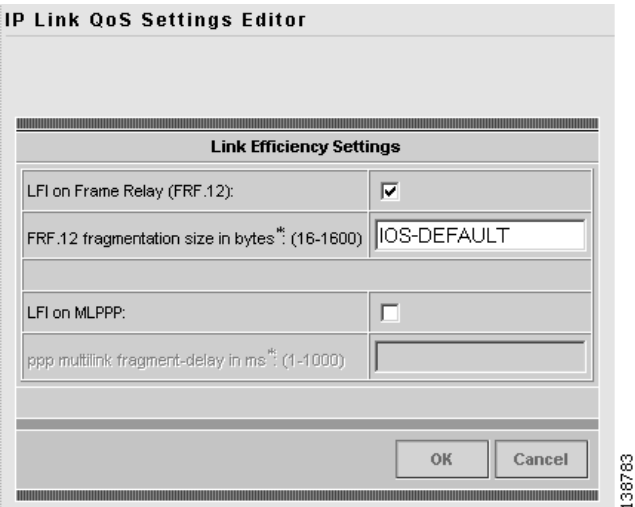 IP Link QoS Settings Editor
Link Efficiency Settings
LFI on Frame Relay (FRF.12):
FRF.12 fragmentation size in bytes*: (16-1600) IOS-DEFAULT
LFI on MLPPP:
ppp multilink fragment-delay in ms*: (1-1000)
OK Cancel
138783